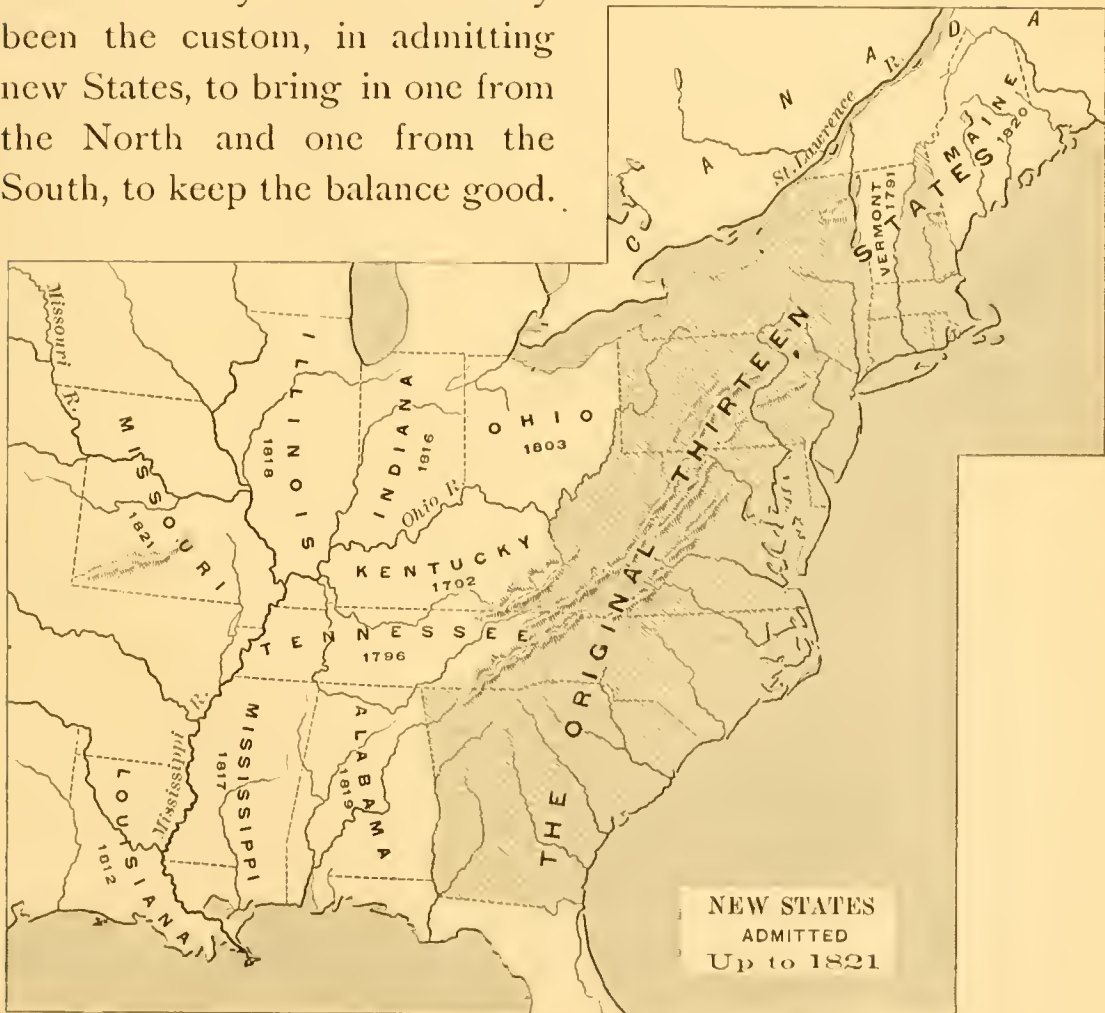 been the custom, in admitting
new States, to bring in one from
the North and one from the
South, to keep the balance good.
CANADA
St. Lawrence R.
MAINE
1820
VERMONT
1791
STATES
Missouri R.
ILLINOIS
1818
INDIANA
1816
OHIO
1803
MISSOURI
1821
Ohio R.
KENTUCKY
1702
TENNESSEE
1796
THE ORIGINAL THIRTEEN
Mississippi R.
MISSISSIPPI
1817
ALABAMA
1819
LOUISIANA
1812
NEW STATES
ADMITTED
Up to 1821